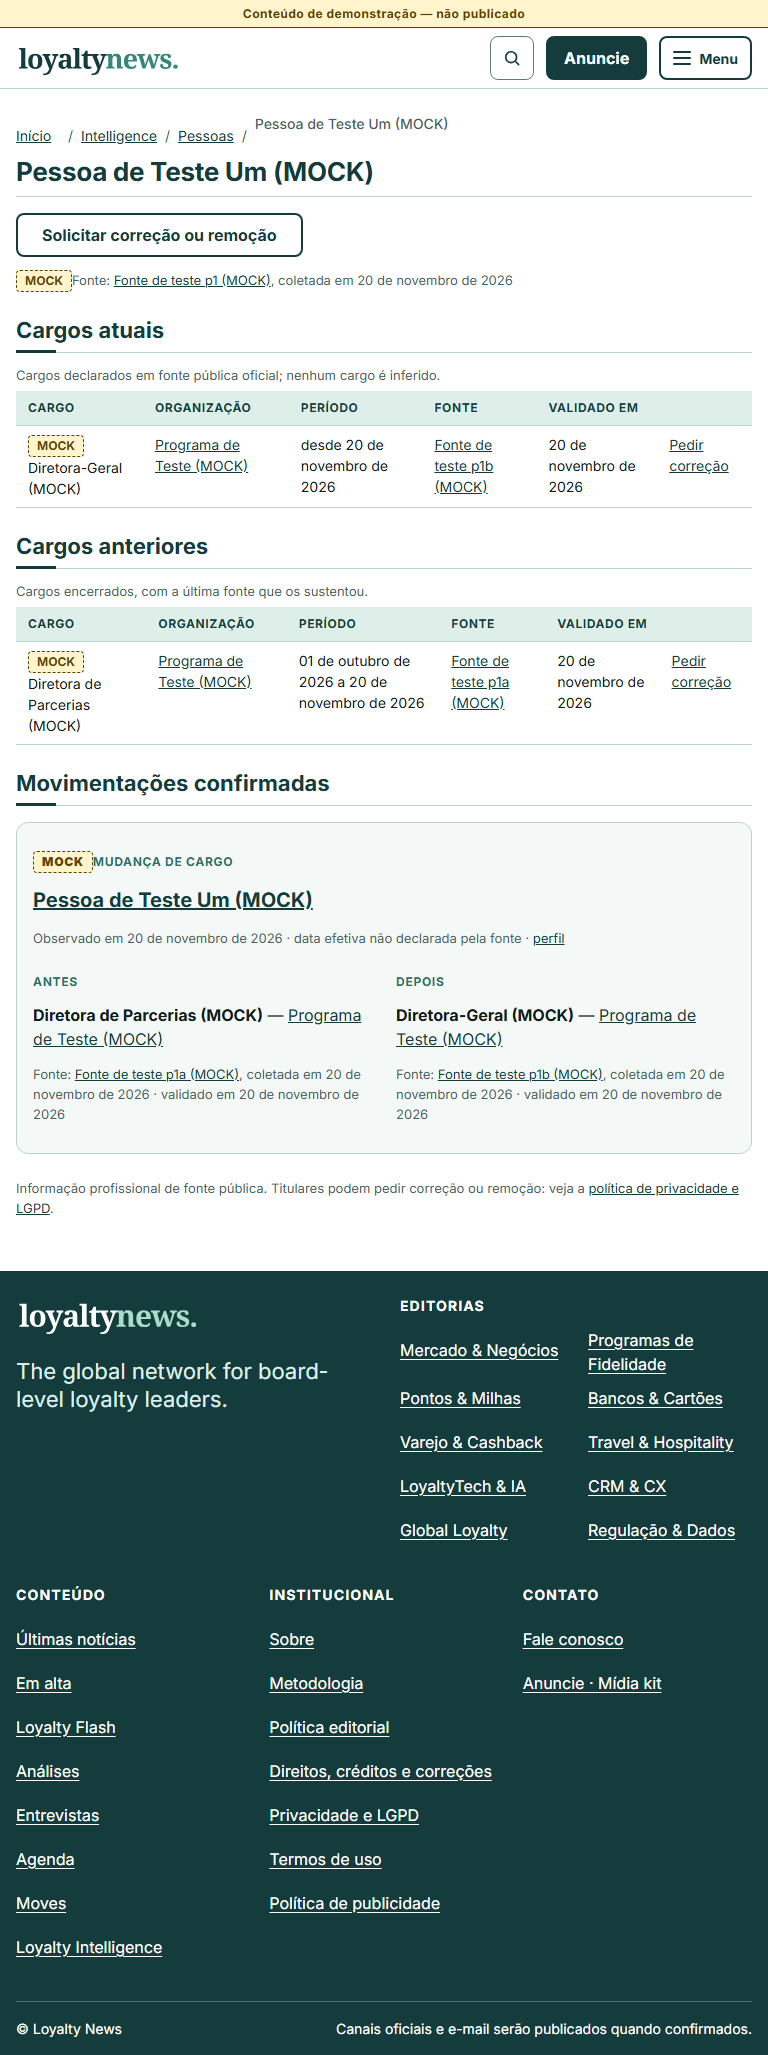 Conteúdo de demonstração — não publicado
loyaltynews.
Anuncie
Menu
Início / Intelligence / Pessoas / Pessoa de Teste Um (MOCK)
Pessoa de Teste Um (MOCK)
Solicitar correção ou remoção
MOCK Fonte: Fonte de teste p1 (MOCK), coletada em 20 de novembro de 2026
Cargos atuais
Cargos declarados em fonte pública oficial; nenhum cargo é inferido.
CARGO ORGANIZAÇÃO PERÍODO FONTE VALIDADO EM
MOCK Programa de desde 20 de Fonte de 20 de Pedir
Diretora-Geral Teste (MOCK) novembro de teste p1b novembro de correção
(MOCK) 2026 (MOCK) 2026
Cargos anteriores
Cargos encerrados, com a última fonte que os sustentou.
CARGO ORGANIZAÇÃO PERÍODO FONTE VALIDADO EM
MOCK Programa de 01 de outubro de Fonte de 20 de Pedir
Diretora de Teste (MOCK) 2026 a 20 de teste p1a novembro de correção
Parcerias novembro de 2026 (MOCK) 2026
(MOCK)
Movimentações confirmadas
MOCK MUDANÇA DE CARGO
Pessoa de Teste Um (MOCK)
Observado em 20 de novembro de 2026 · data efetiva não declarada pela fonte · perfil
ANTES
Diretora de Parcerias (MOCK) — Programa
de Teste (MOCK)
Fonte: Fonte de teste p1a (MOCK), coletada em 20 de
novembro de 2026 · validado em 20 de novembro de
2026
DEPOIS
Diretora-Geral (MOCK) — Programa de
Teste (MOCK)
Fonte: Fonte de teste p1b (MOCK), coletada em 20 de
novembro de 2026 · validado em 20 de novembro de
2026
Informação profissional de fonte pública. Titulares podem pedir correção ou remoção: veja a política de privacidade e
LGPD.
loyaltynews.
The global network for board-
level loyalty leaders.
EDITORIAS
Mercado & Negócios
Programas de
Fidelidade
Pontos & Milhas
Bancos & Cartões
Varejo & Cashback
Travel & Hospitality
LoyaltyTech & IA
CRM & CX
Global Loyalty
Regulação & Dados
CONTEÚDO
Últimas notícias
Em alta
Loyalty Flash
Análises
Entrevistas
Agenda
Moves
Loyalty Intelligence
INSTITUCIONAL
Sobre
Metodologia
Política editorial
Direitos, créditos e correções
Privacidade e LGPD
Termos de uso
Política de publicidade
CONTATO
Fale conosco
Anuncie · Mídia kit
© Loyalty News
Canais oficiais e e-mail serão publicados quando confirmados.